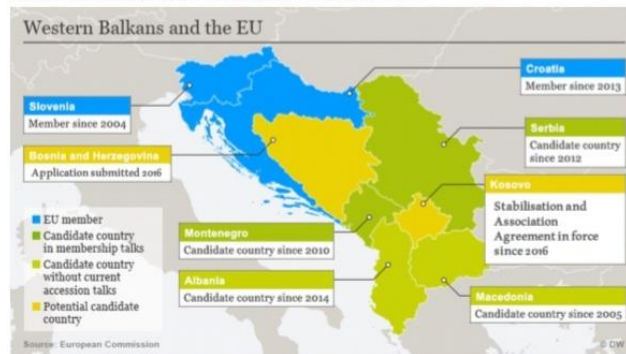 Western Balkans and the EU
Croatia
Member since 2013
Slovenia
Member since 2004
Serbia
Candidate country
since 2012
Bosnia and Herzegovina
Application submitted 2016
Kosovo
Stabilisation and
Association
Agreement in force
since 2016
EU member
Candidate country
in membership talks
Candidate country
without current
accession talks
Potential candidate
country
Montenegro
Candidate country since 2010
Albania
Candidate country since 2014
Macedonia
Candidate country since 2005
Source: European Commission
© DW